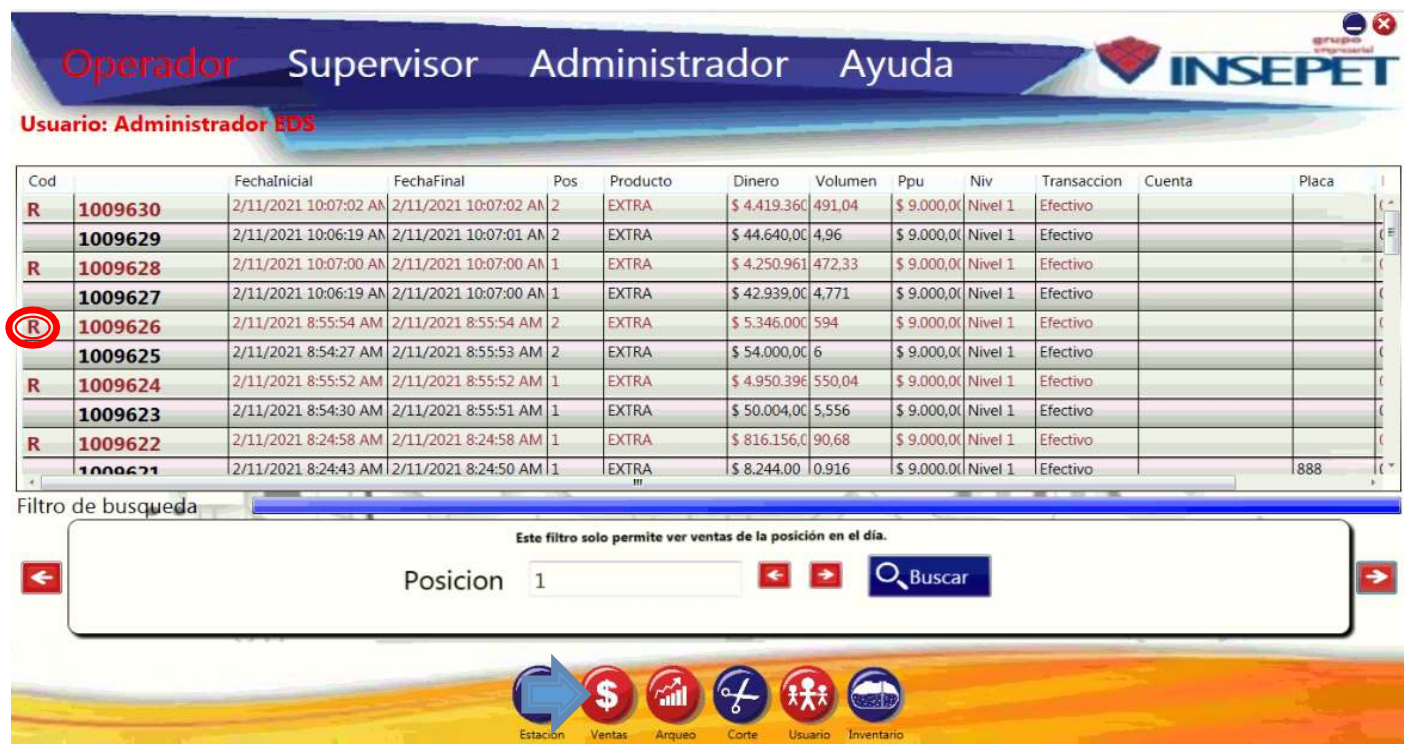 grupo
empresarial
INSEPET
Operador Supervisor Administrador Ayuda
Usuario: Administrador EDS
Cod FechaInicial FechaFinal Pos Producto Dinero Volumen Ppu Niv Transaccion Cuenta Placa
R 1009630 2/11/2021 10:07:02 AM 2/11/2021 10:07:02 AM 2 EXTRA $ 4.419.360 491,04 $ 9.000,00 Nivel 1 Efectivo
1009629 2/11/2021 10:06:19 AM 2/11/2021 10:07:01 AM 2 EXTRA $ 44.640,00 4,96 $ 9.000,00 Nivel 1 Efectivo
R 1009628 2/11/2021 10:07:00 AM 2/11/2021 10:07:00 AM 1 EXTRA $ 4.250.961 472,33 $ 9.000,00 Nivel 1 Efectivo
1009627 2/11/2021 10:06:19 AM 2/11/2021 10:07:00 AM 1 EXTRA $ 42.939,00 4,771 $ 9.000,00 Nivel 1 Efectivo
R 1009626 2/11/2021 8:55:54 AM 2/11/2021 8:55:54 AM 2 EXTRA $ 5.346.000 594 $ 9.000,00 Nivel 1 Efectivo
1009625 2/11/2021 8:54:27 AM 2/11/2021 8:55:53 AM 2 EXTRA $ 54.000,00 6 $ 9.000,00 Nivel 1 Efectivo
R 1009624 2/11/2021 8:55:52 AM 2/11/2021 8:55:52 AM 1 EXTRA $ 4.950.396 550,04 $ 9.000,00 Nivel 1 Efectivo
1009623 2/11/2021 8:54:30 AM 2/11/2021 8:55:51 AM 1 EXTRA $ 50.004,00 5,556 $ 9.000,00 Nivel 1 Efectivo
R 1009622 2/11/2021 8:24:58 AM 2/11/2021 8:24:58 AM 1 EXTRA $ 816.156,0 90,68 $ 9.000,00 Nivel 1 Efectivo
1009621 2/11/2021 8:24:43 AM 2/11/2021 8:24:50 AM 1 EXTRA $ 8.244,00 0,916 $ 9.000,00 Nivel 1 Efectivo 888
Filtro de busqueda
Este filtro solo permite ver ventas de la posición en el día.
Posicion 1 Buscar
Estación Ventas Arqueo Corte Usuario Inventario